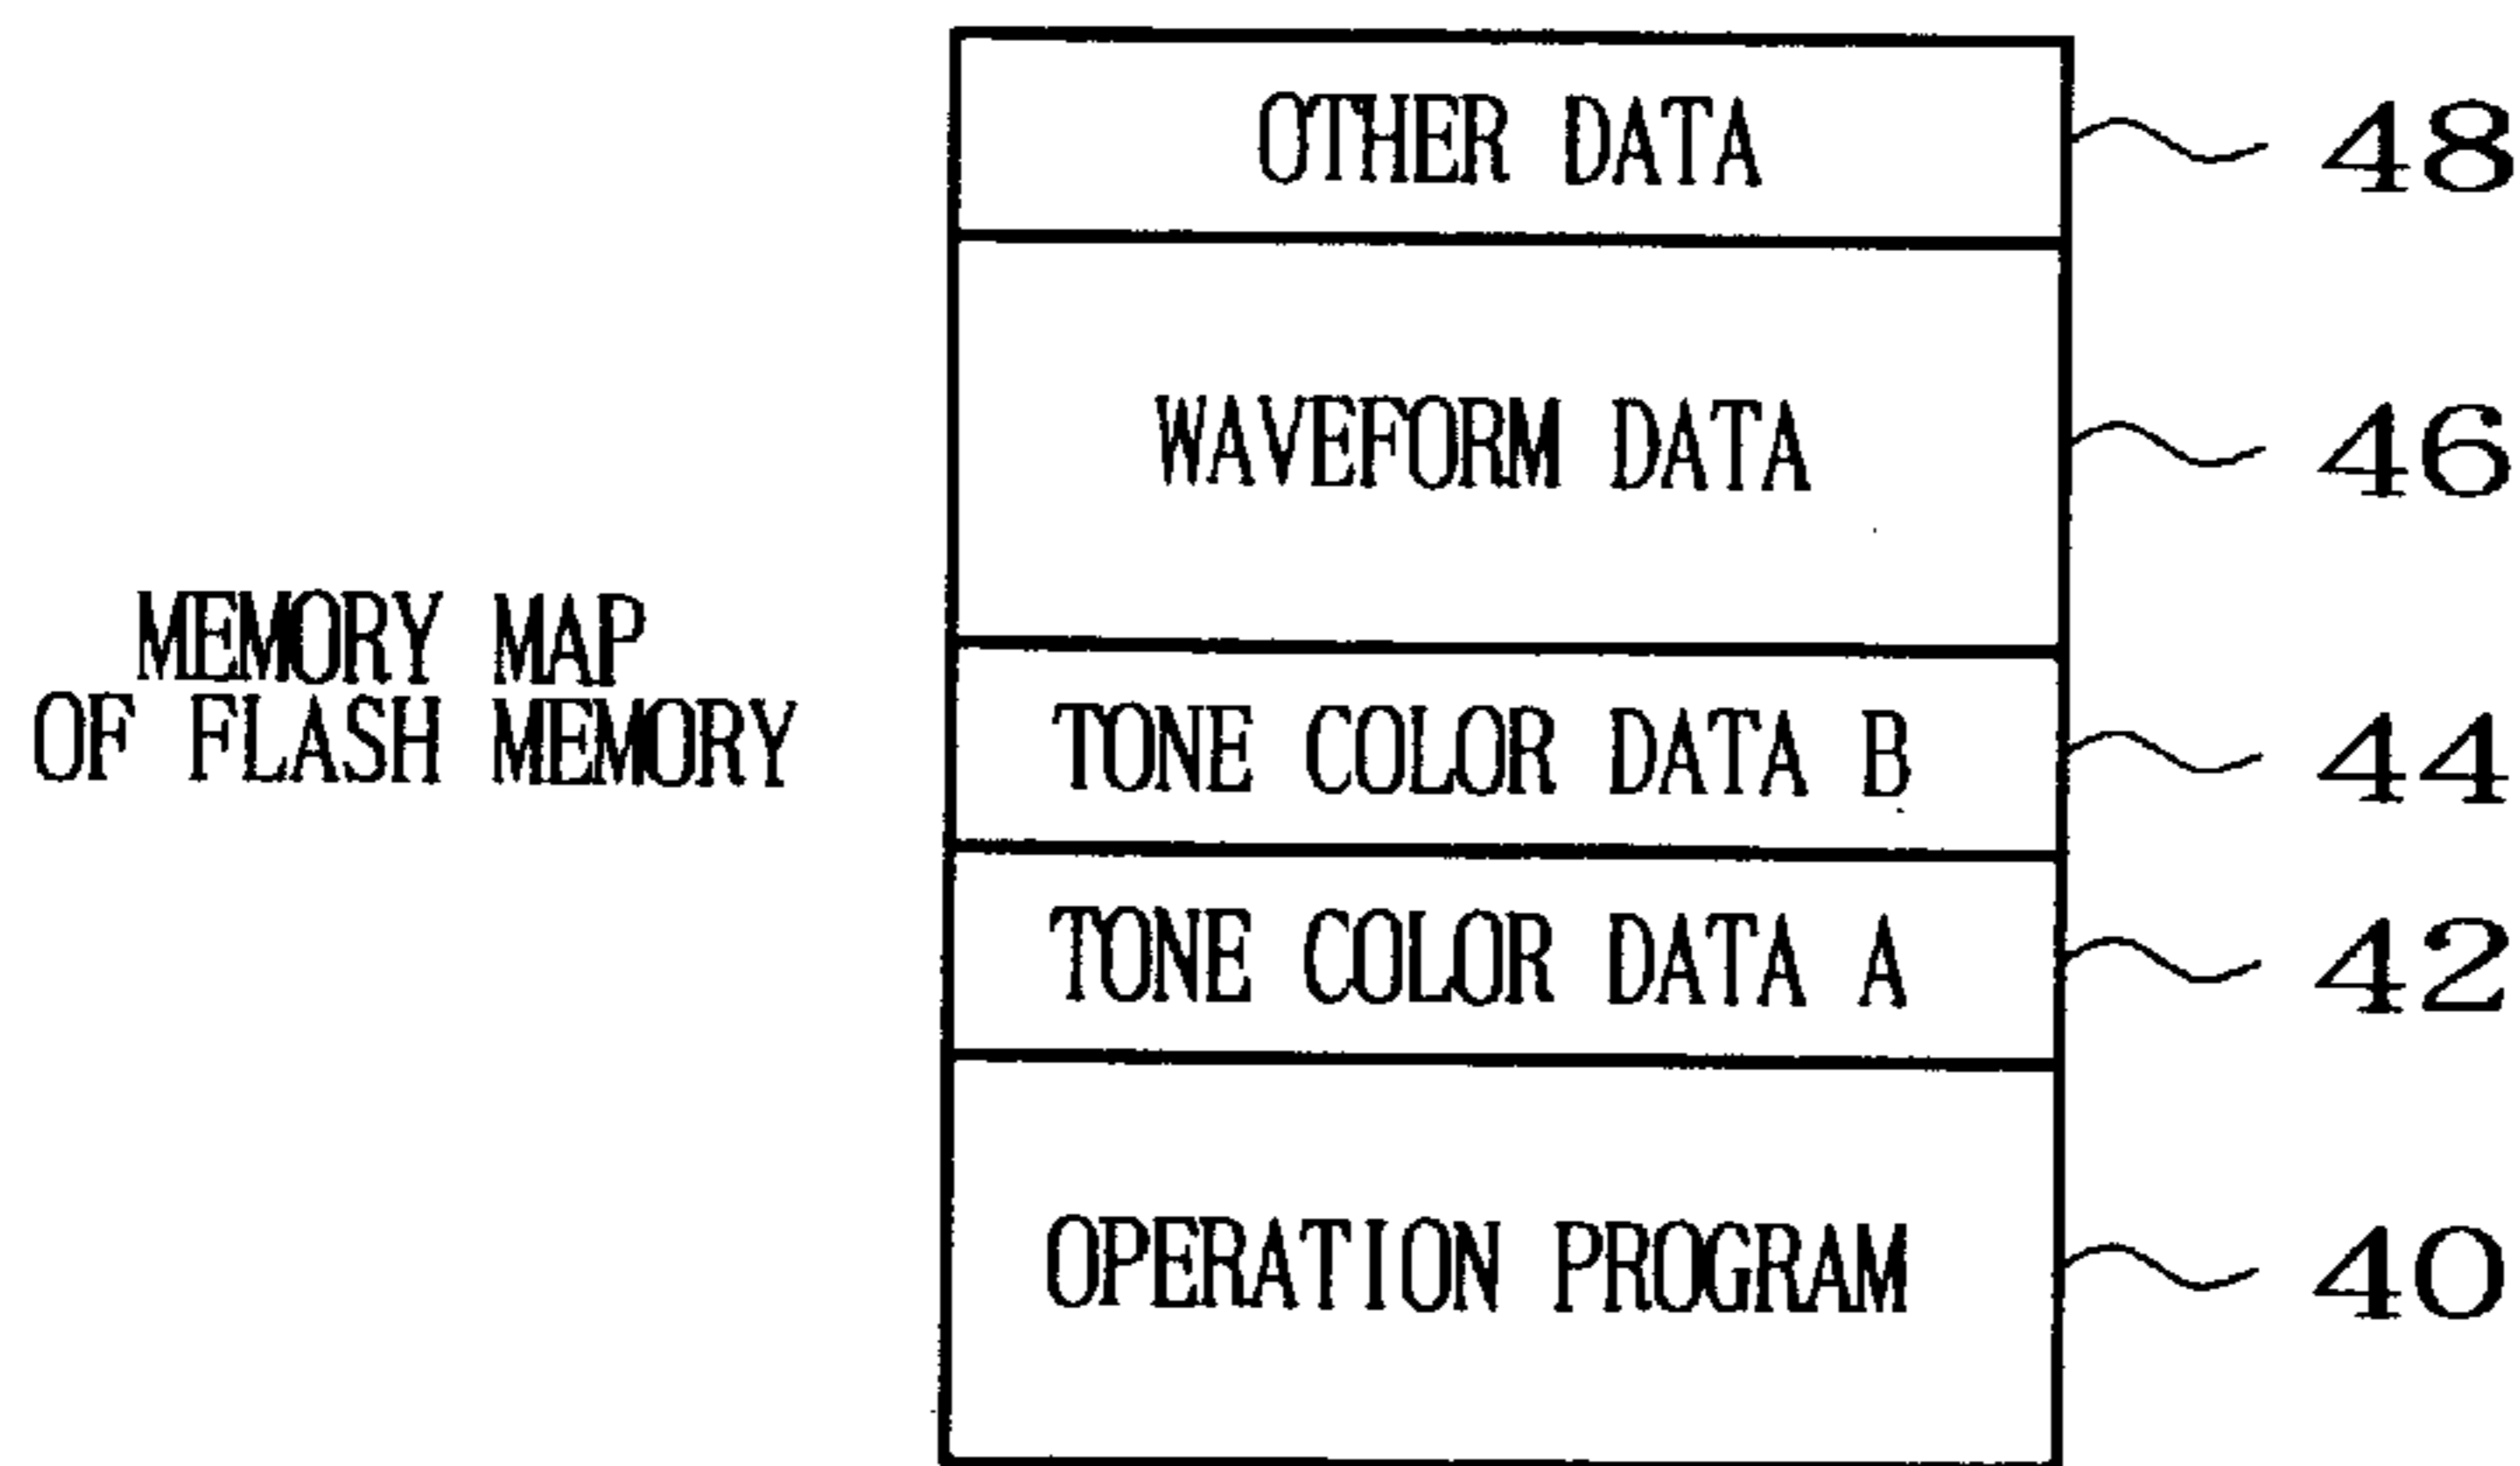 OTHER DATA 48
WAVEFORM DATA 46
MEMORY MAP
OF FLASH MEMORY
TONE COLOR DATA B 44
TONE COLOR DATA A 42
OPERATION PROGRAM 40